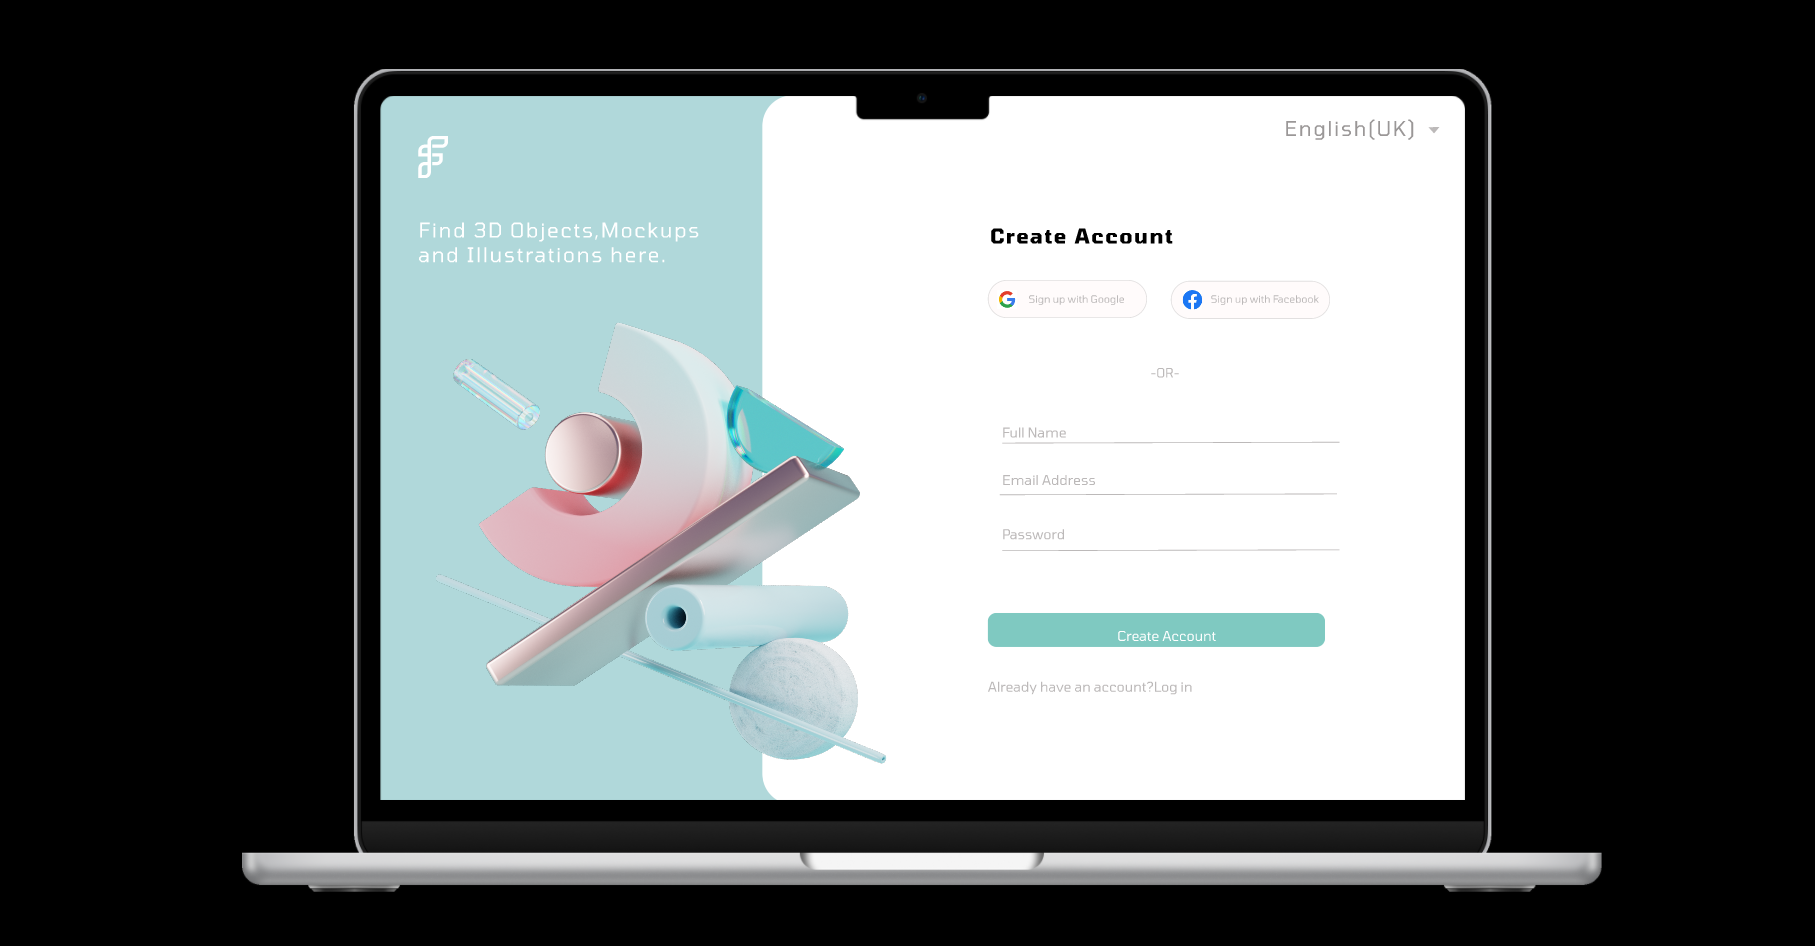 English(UK)
Find 3D Objects,Mockups
and Illustrations here.
Create Account
Sign up with Google
Sign up with Facebook
-OR-
Full Name
Email Address
Password
Create Account
Already have an account?Log in